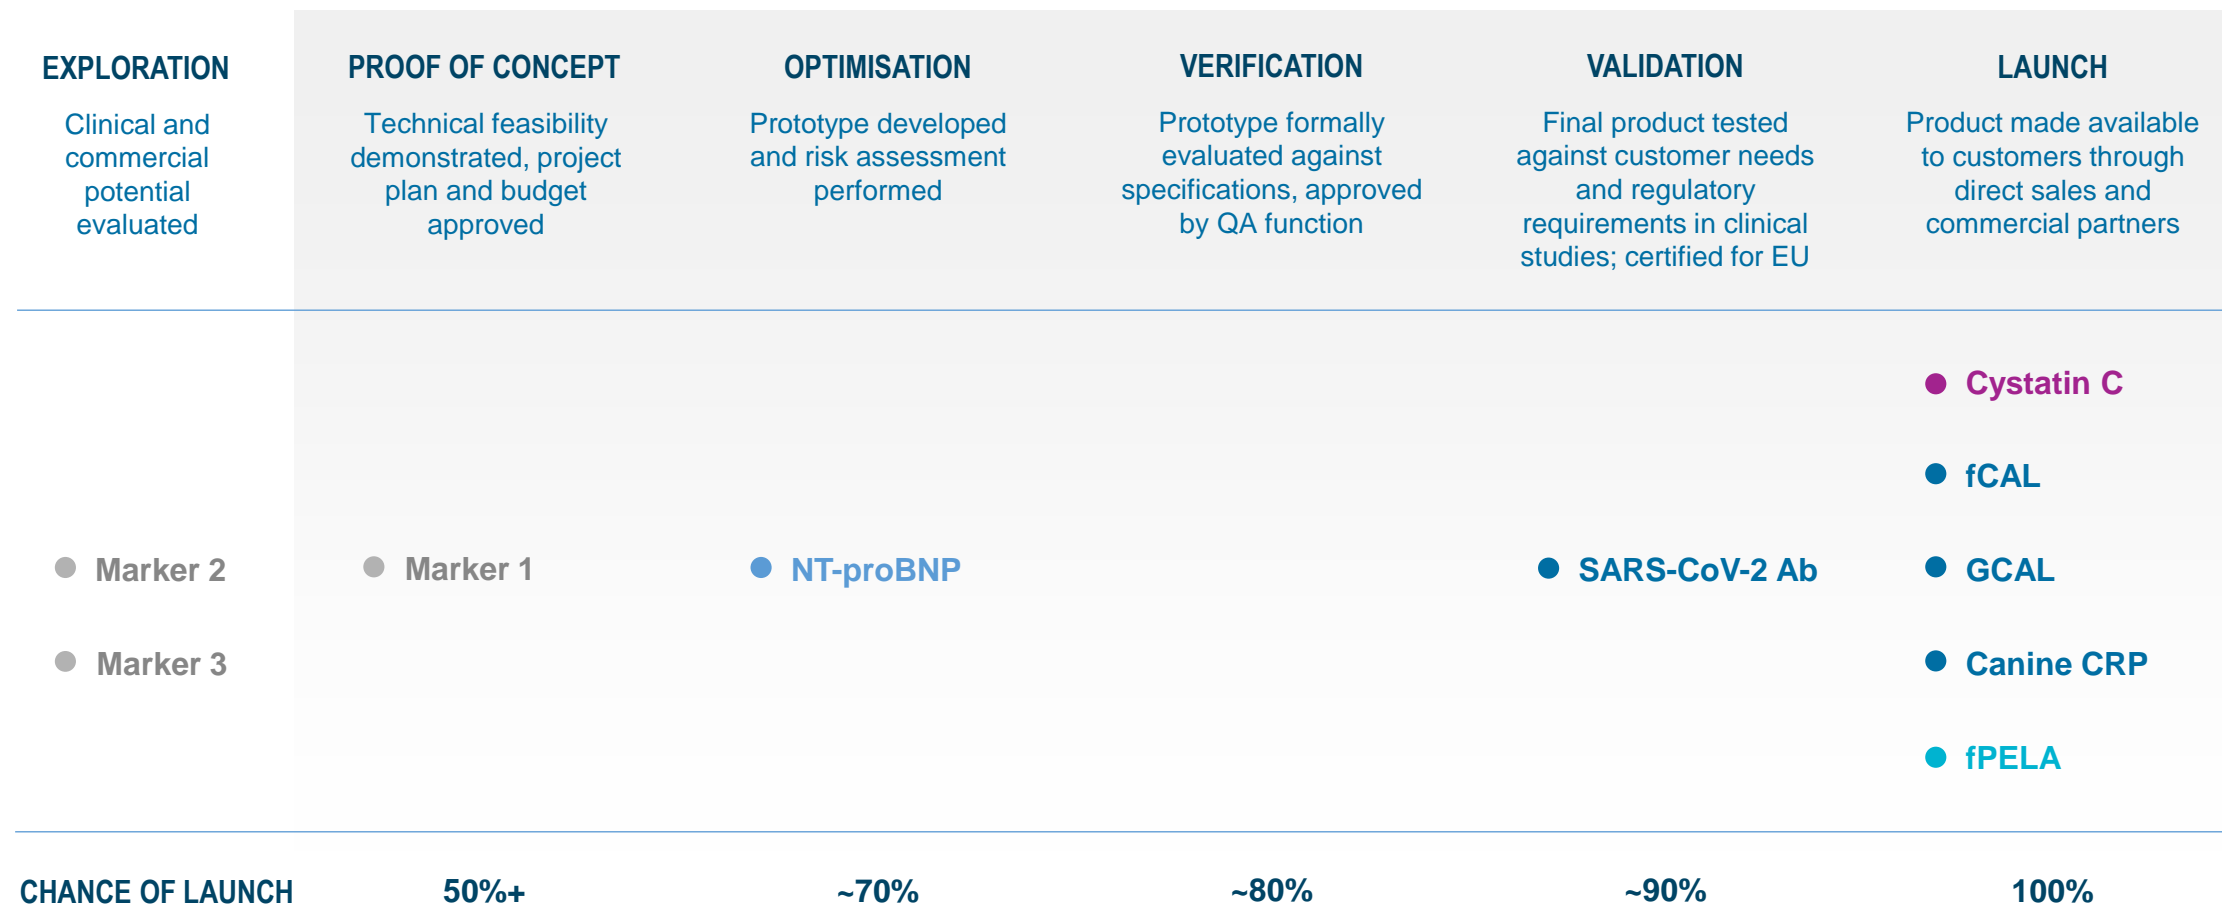 EXPLORATION
Clinical and
commercial
potential
evaluated
PROOF OF CONCEPT
Technical feasibility
demonstrated, project
plan and budget
approved
OPTIMISATION
Prototype developed
and risk assessment
performed
VERIFICATION
Prototype formally
evaluated against
specifications, approved
by QA function
VALIDATION
Final product tested
against customer needs
and regulatory
requirements in clinical
studies; certified for EU
LAUNCH
Product made available
to customers through
direct sales and
commercial partners
Marker 2
Marker 3
Marker 1
NT-proBNP
SARS-CoV-2 Ab
Cystatin C
fCAL
GCAL
Canine CRP
fPELA
CHANCE OF LAUNCH
50%+
~70%
~80%
~90%
100%